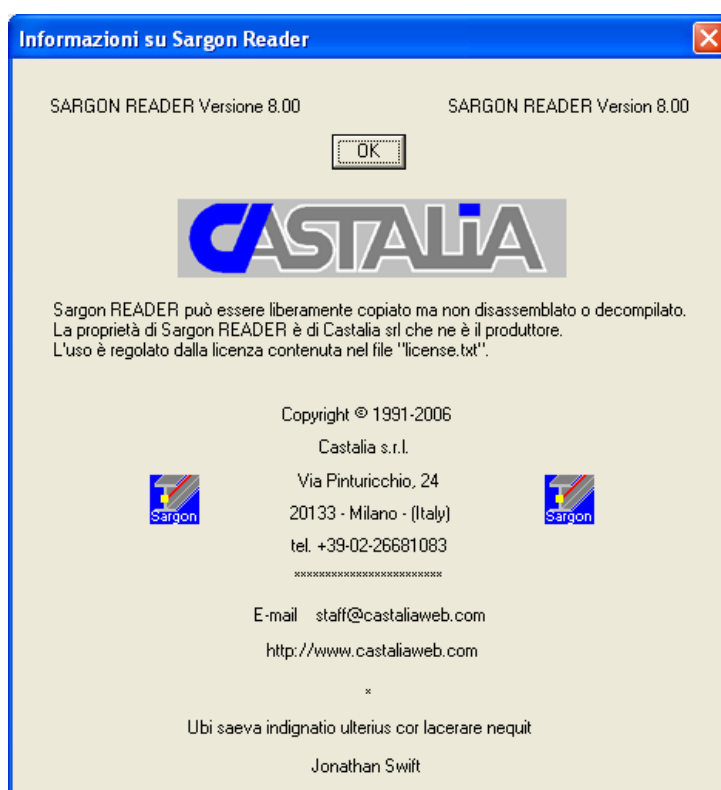 Informazioni su Sargon Reader
SARGON READER Versione 8.00
SARGON READER Version 8.00
OK
CASTALiA
Sargon READER può essere liberamente copiato ma non disassemblato o decompilato.
La proprietà di Sargon READER è di Castalia srl che ne è il produttore.
L'uso è regolato dalla licenza contenuta nel file "license.txt".
Copyright © 1991-2006
Castalia s.r.l.
Via Pinturicchio, 24
Sargon
20133 - Milano - (Italy)
Sargon
tel. +39-02-26681083
************************
E-mail staff@castaliaweb.com
http://www.castaliaweb.com
*
Ubi saeva indignatio ulterius cor lacerare nequit
Jonathan Swift